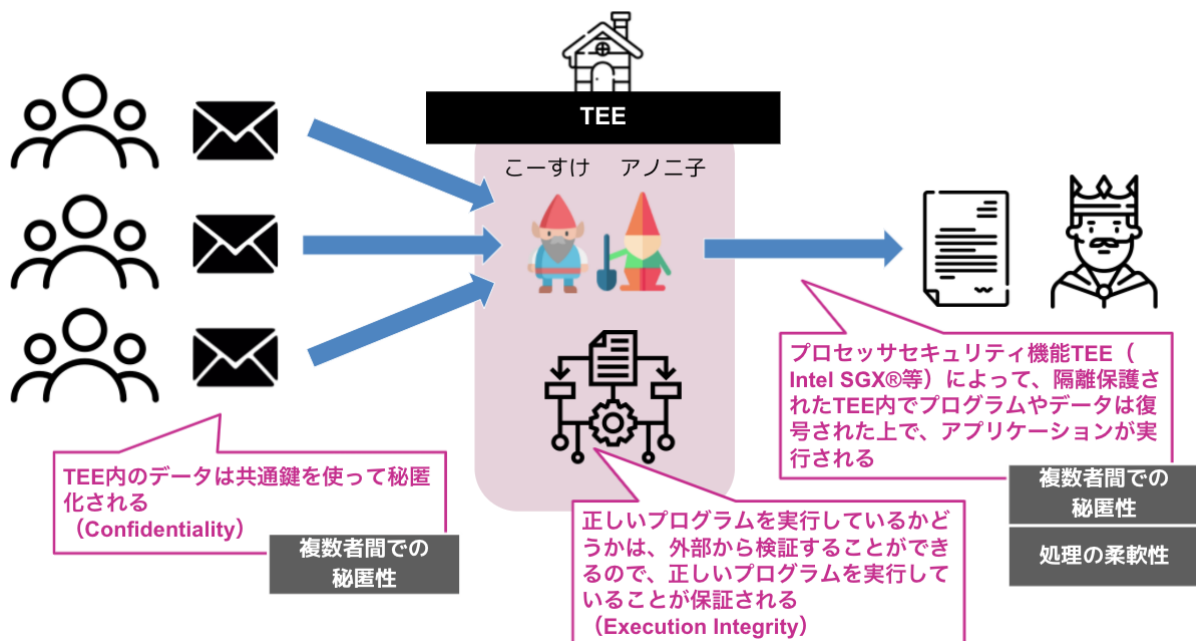 TEE
こーすけ アノニ子
プロセッサセキュリティ機能TEE（
Intel SGX®等）によって、隔離保護さ
れたTEE内でプログラムやデータは復
号された上で、アプリケーションが実
行される
複数者間での
秘匿性
処理の柔軟性
TEE内のデータは共通鍵を使って秘匿
化される
（Confidentiality）
複数者間での
秘匿性
正しいプログラムを実行しているかど
うかは、外部から検証することができ
るので、正しいプログラムを実行して
いることが保証される
（Execution Integrity）